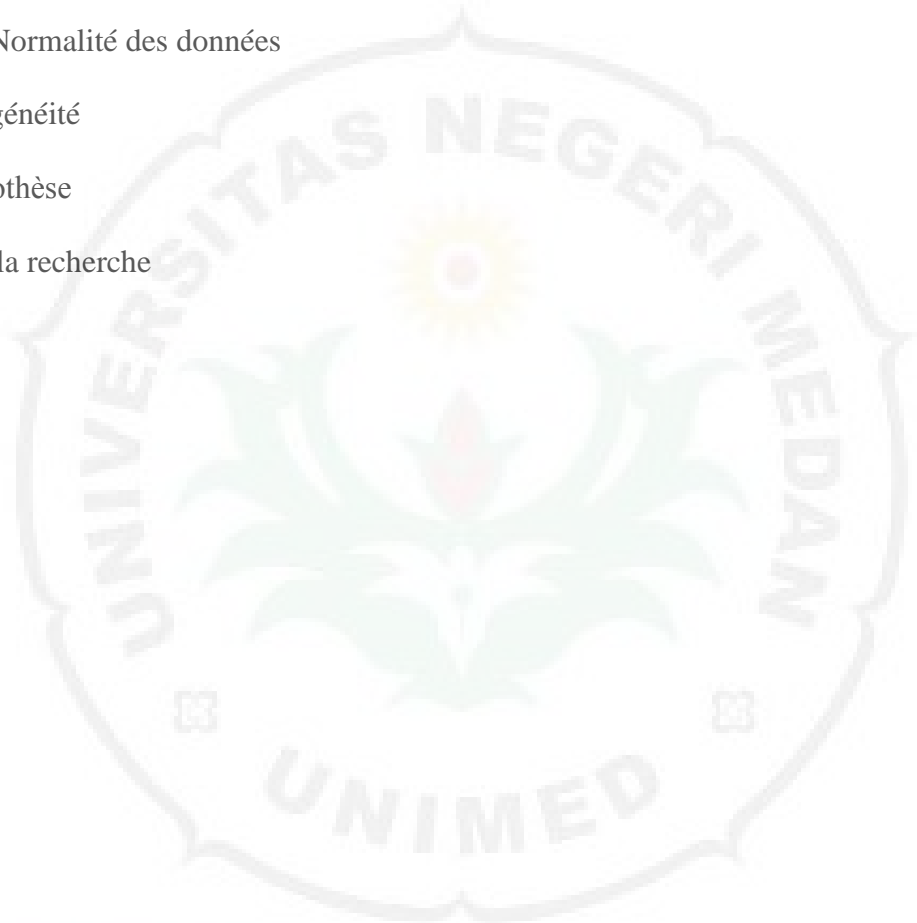 Normalité des données
généité
othèse
la recherche
UNIVERSITAS NEGERI MEDAN
UNIMED